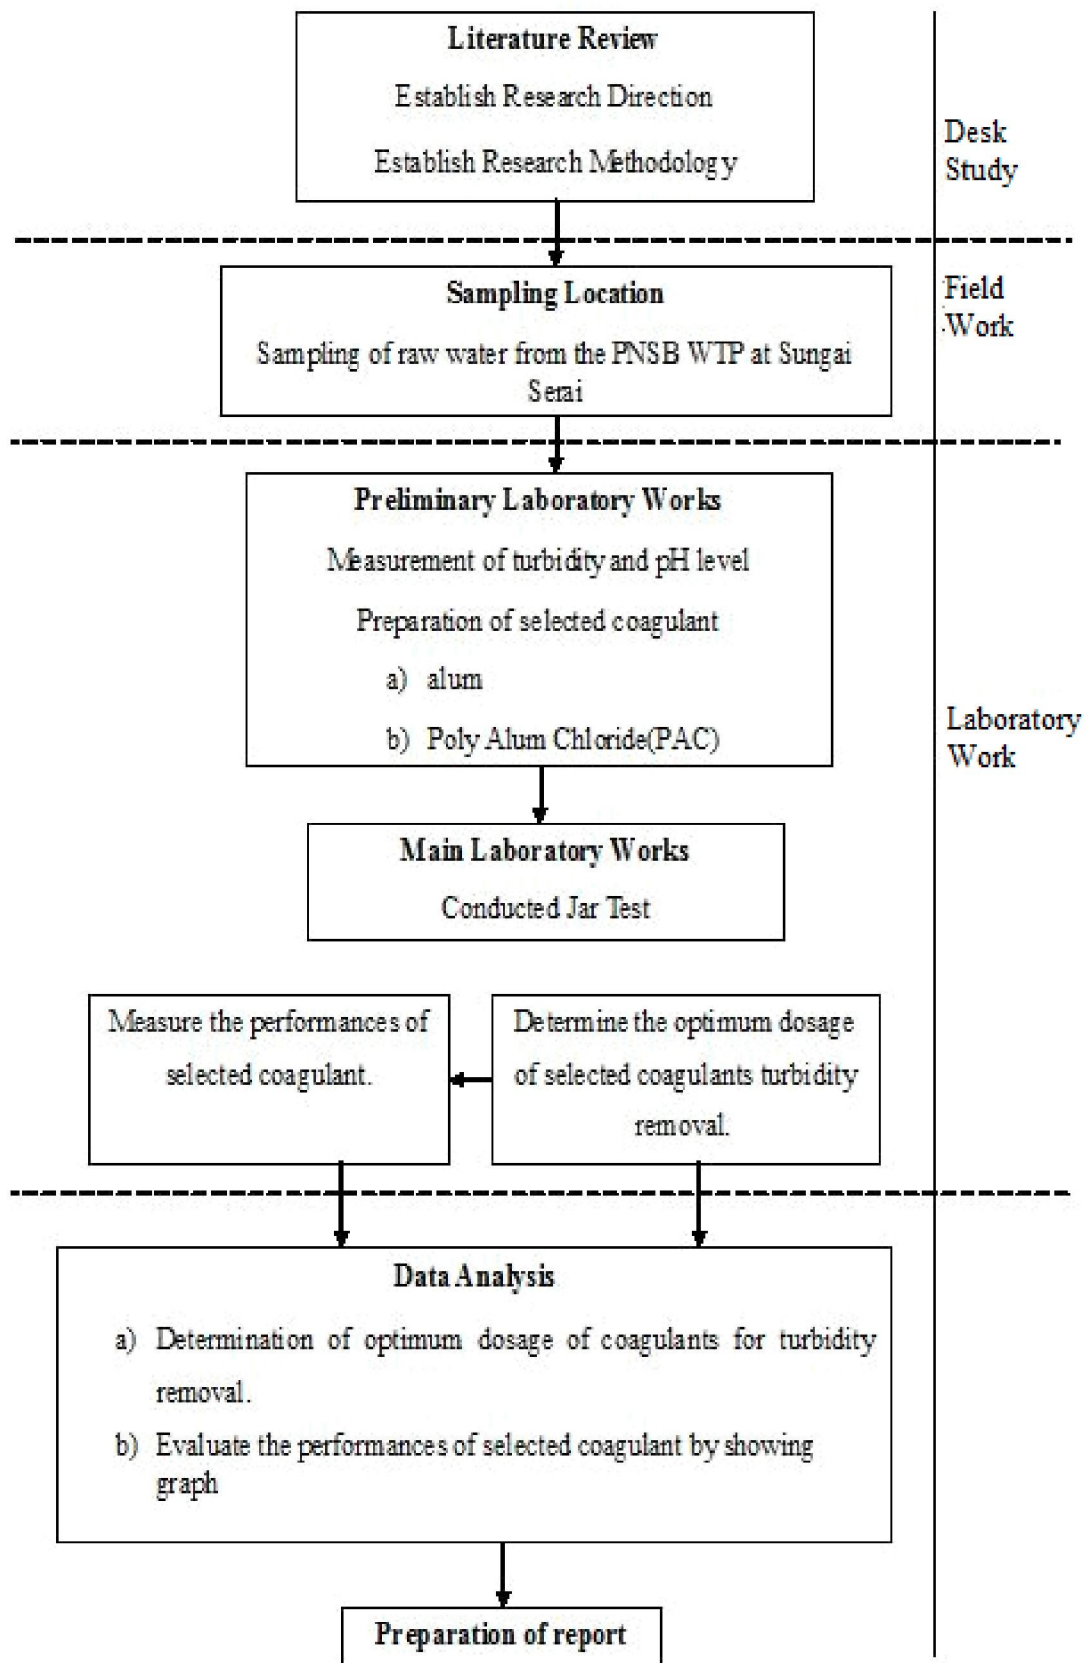 Literature Review
Establish Research Direction
Establish Research Methodology
Desk
Study
Sampling Location
Sampling of raw water from the PNSB WTP at Sungai
Serai
Field
Work
Preliminary Laboratory Works
Measurement of turbidity and pH level
Preparation of selected coagulant
a) alum
b) Poly Alum Chloride(PAC)
Laboratory
Work
Main Laboratory Works
Conducted Jar Test
Measure the performances of
selected coagulant.
Determine the optimum dosage
of selected coagulants turbidity
removal.
Data Analysis
a) Determination of optimum dosage of coagulants for turbidity
removal.
b) Evaluate the performances of selected coagulant by showing
graph
Preparation of report